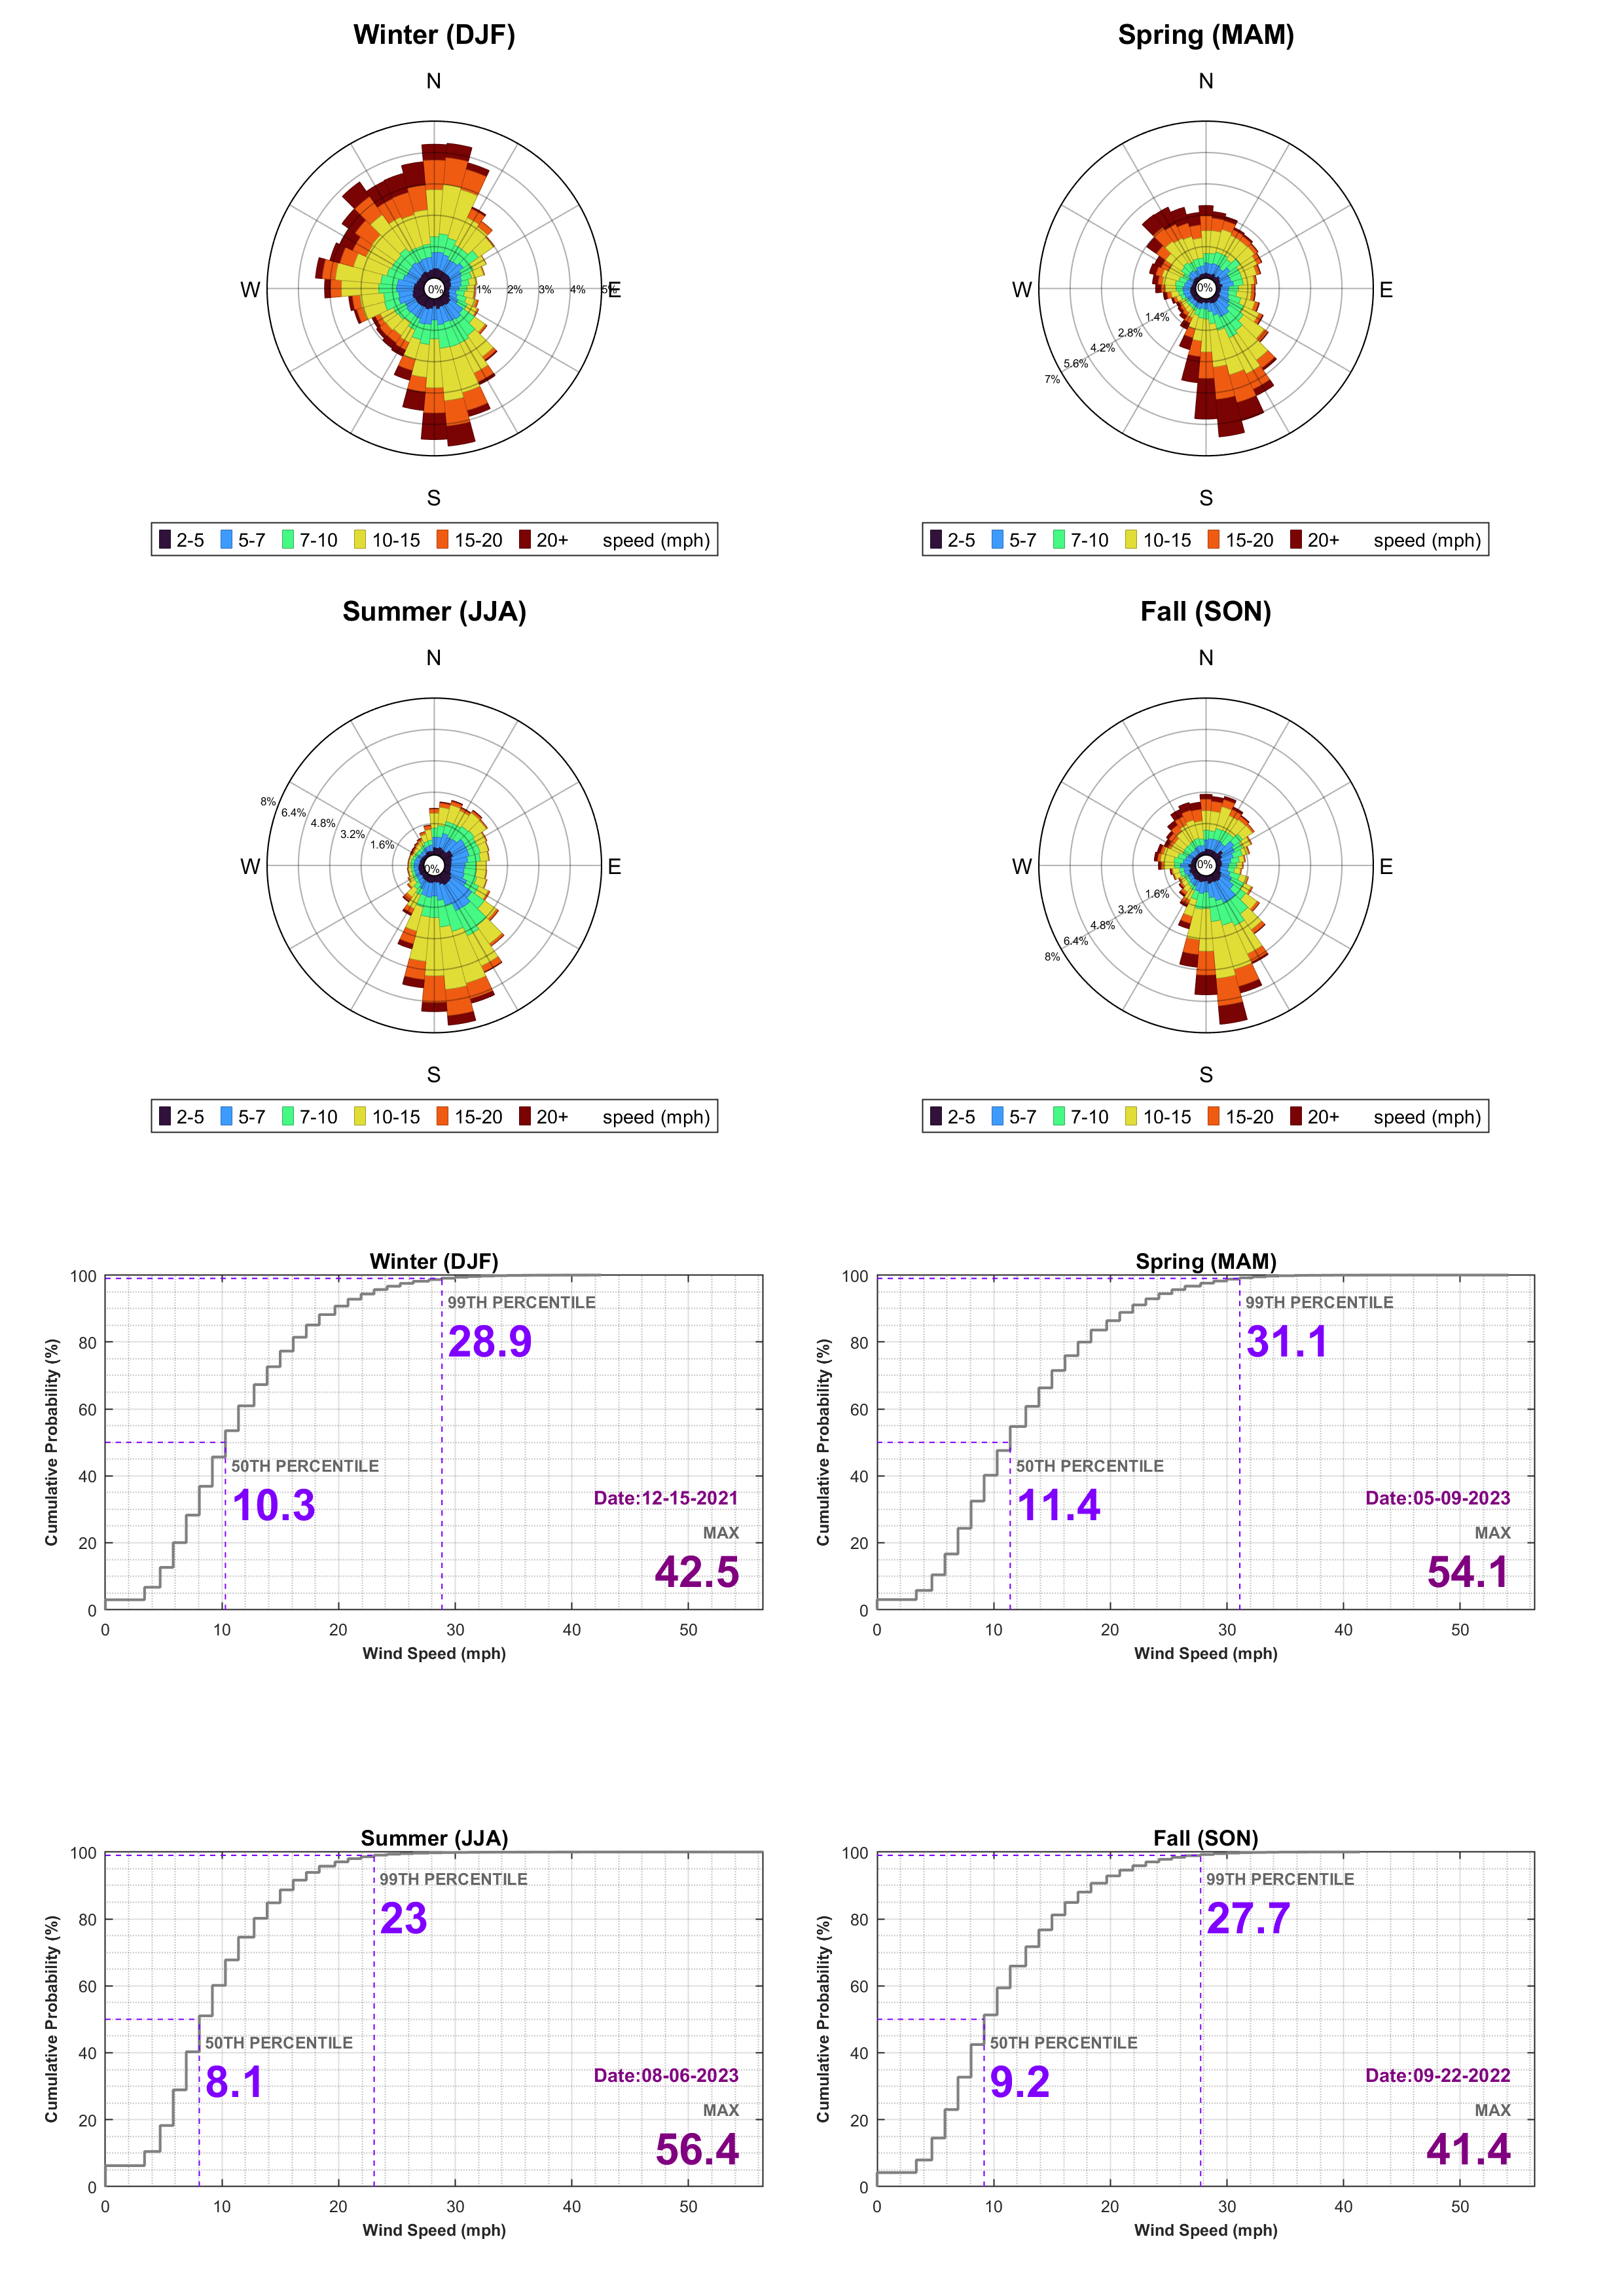 Winter (DJF)
Spring (MAM)
N
N
W
0%
1%
2%
3%
4%
5%
E
W
0%
1.4%
2.8%
4.2%
5.6%
7%
E
S
S
2-5 5-7 7-10 10-15 15-20 20+ speed (mph)
2-5 5-7 7-10 10-15 15-20 20+ speed (mph)
Summer (JJA)
Fall (SON)
N
N
8%
6.4%
4.8%
3.2%
1.6%
0%
W
E
W
0%
1.6%
3.2%
4.8%
6.4%
8%
E
S
S
2-5 5-7 7-10 10-15 15-20 20+ speed (mph)
2-5 5-7 7-10 10-15 15-20 20+ speed (mph)
Winter (DJF)
Cumulative Probability (%)
100
80
60
40
20
0
99TH PERCENTILE
28.9
50TH PERCENTILE
10.3
Date:12-15-2021
MAX
42.5
0 10 20 30 40 50
Wind Speed (mph)
Spring (MAM)
Cumulative Probability (%)
100
80
60
40
20
0
99TH PERCENTILE
31.1
50TH PERCENTILE
11.4
Date:05-09-2023
MAX
54.1
0 10 20 30 40 50
Wind Speed (mph)
Summer (JJA)
Cumulative Probability (%)
100
80
60
40
20
0
99TH PERCENTILE
23
50TH PERCENTILE
8.1
Date:08-06-2023
MAX
56.4
0 10 20 30 40 50
Wind Speed (mph)
Fall (SON)
Cumulative Probability (%)
100
80
60
40
20
0
99TH PERCENTILE
27.7
50TH PERCENTILE
9.2
Date:09-22-2022
MAX
41.4
0 10 20 30 40 50
Wind Speed (mph)